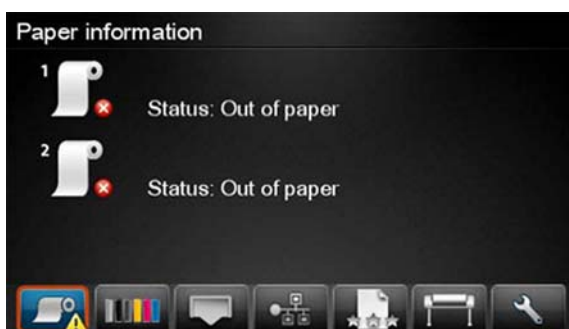 Paper information
1
Status: Out of paper
2
Status: Out of paper